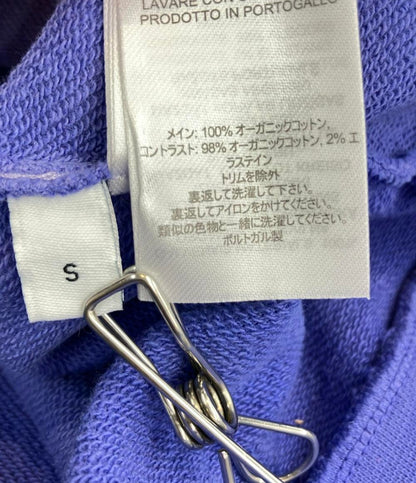 LAVARE CON
PRODOTTO IN PORTOGALLO
メイン: 100% オーガニックコットン,
コントラスト: 98% オーガニックコットン, 2% エ
ラステイン
トリムを除外
裏返して洗濯して下さい。
裏返してアイロンをかけてください。
類似の色物と一緒に洗濯してください
ポルトガル製
S